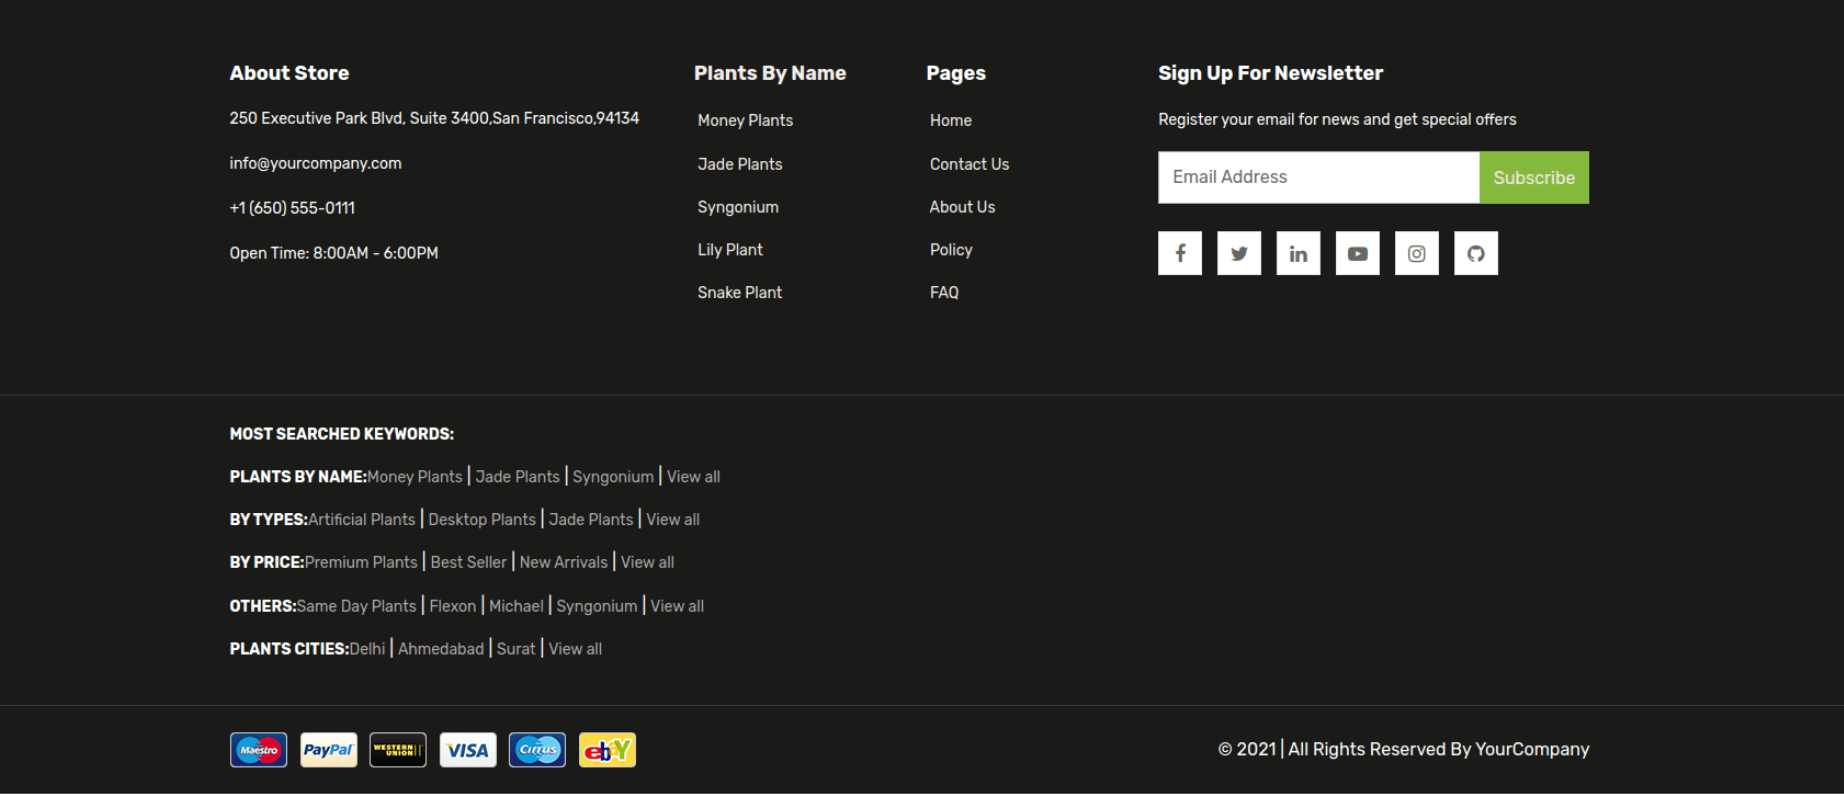 About Store
250 Executive Park Blvd, Suite 3400,San Francisco,94134
info@yourcompany.com
+1 (650) 555-0111
Open Time: 8:00AM - 6:00PM
Plants By Name
Money Plants
Jade Plants
Syngonium
Lily Plant
Snake Plant
Pages
Home
Contact Us
About Us
Policy
FAQ
Sign Up For Newsletter
Register your email for news and get special offers
Email Address
Subscribe
MOST SEARCHED KEYWORDS:
PLANTS BY NAME:Money Plants | Jade Plants | Syngonium | View all
BY TYPES:Artificial Plants | Desktop Plants | Jade Plants | View all
BY PRICE:Premium Plants | Best Seller | New Arrivals | View all
OTHERS:Same Day Plants | Flexon | Michael | Syngonium | View all
PLANTS CITIES:Delhi | Ahmedabad | Surat | View all
Maestro PayPal WESTERN UNION VISA Cirrus ebY
© 2021 | All Rights Reserved By YourCompany